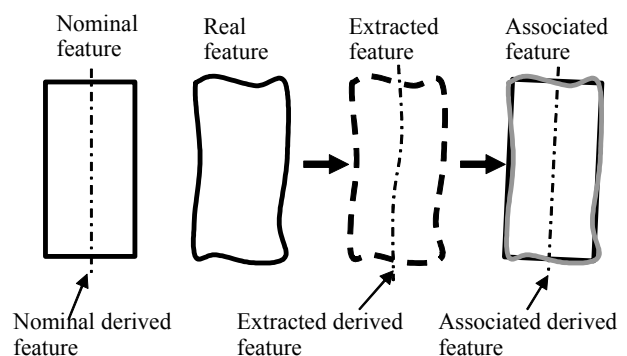 Nominal
feature
Real
feature
Extracted
feature
Associated
feature
Nominal derived
feature
Extracted derived
feature
Associated derived
feature